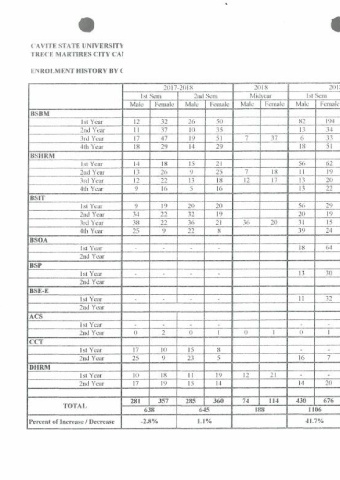 CAVITE STATE UNIVERSITY
TRECE MARTIRES CITY CA
ENROLMENT HISTORY BY C
2017-2018 2018 201
1st Sem 2nd Sem Midyear 1st Sem
Male Female Male Female Male Female Male Female
BSBM
1st Year 12 32 26 50 82 194
2nd Year 11 37 10 35 13 34
3rd Year 17 47 19 51 7 37 6 33
4th Year 18 29 14 29 18 51
BSHRM
1st Year 14 18 15 21 56 62
2nd Year 13 26 9 25 7 18 11 19
3rd Year 12 22 13 18 12 17 13 20
4th Year 9 16 5 16 13 22
BSIT
1st Year 9 19 20 20 56 29
2nd Year 34 22 32 19 20 19
3rd Year 38 22 36 21 36 20 31 15
4th Year 25 9 22 8 39 24
BSOA
1st Year - - - - 18 64
2nd Year
BSP
1st Year - - - - 13 30
2nd Year
BSE-E
1st Year - - - - 11 32
2nd Year
ACS
1st Year - - - - - -
2nd Year 0 2 0 1 0 1 0 1
CCT
1st Year 17 10 15 8 - -
2nd Year 25 9 23 5 16 7
DHRM
1st Year 10 18 11 19 12 21 - -
2nd Year 17 19 13 14 14 20
TOTAL 281 357 285 360 74 114 430 676
638 645 188 1106
Percent of Increase / Decrease -2.8% 1.1% 41.7%